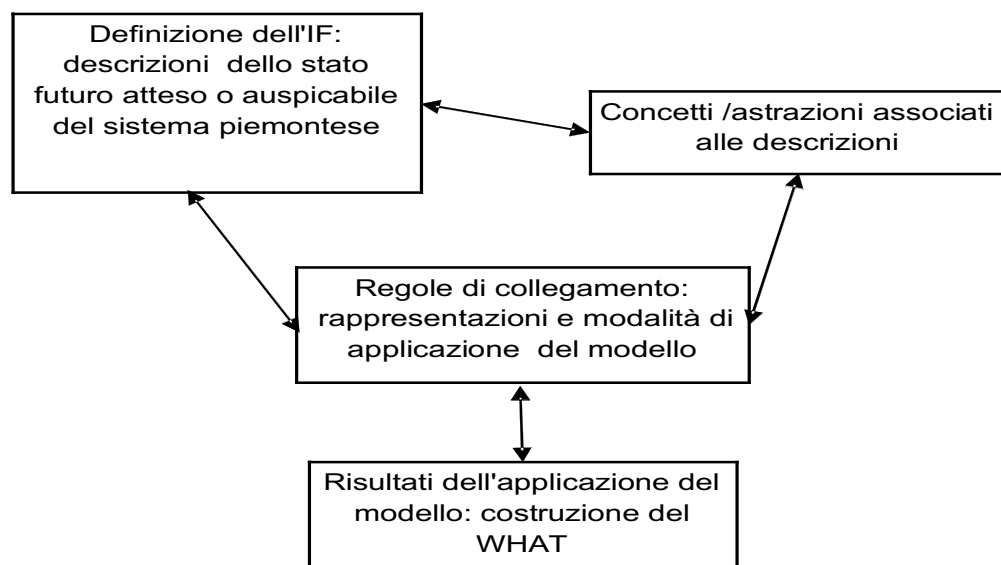 Definizione dell'IF:
descrizioni dello stato
futuro atteso o auspicabile
del sistema piemontese
Concetti /astrazioni associati
alle descrizioni
Regole di collegamento:
rappresentazioni e modalità di
applicazione del modello
Risultati dell'applicazione del
modello: costruzione del
WHAT